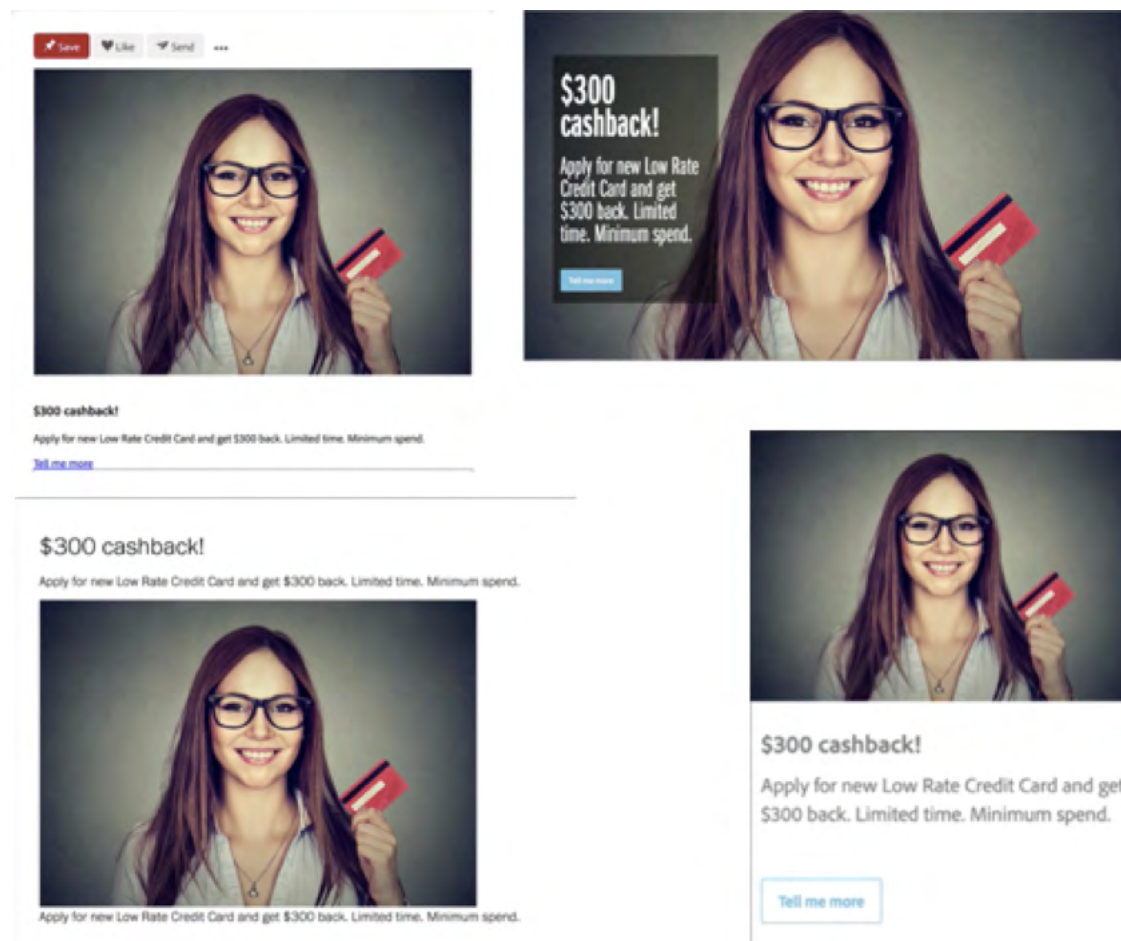 Save Like Send
$300 cashback!
Apply for new Low Rate Credit Card and get $300 back. Limited time. Minimum spend.
Tell me more
$300
cashback!
Apply for new Low Rate
Credit Card and get
$300 back. Limited
time. Minimum spend.
Tell me more
$300 cashback!
Apply for new Low Rate Credit Card and get $300 back. Limited time. Minimum spend.
Apply for new Low Rate Credit Card and get $300 back. Limited time. Minimum spend.
$300 cashback!
Apply for new Low Rate Credit Card and get
$300 back. Limited time. Minimum spend.
Tell me more